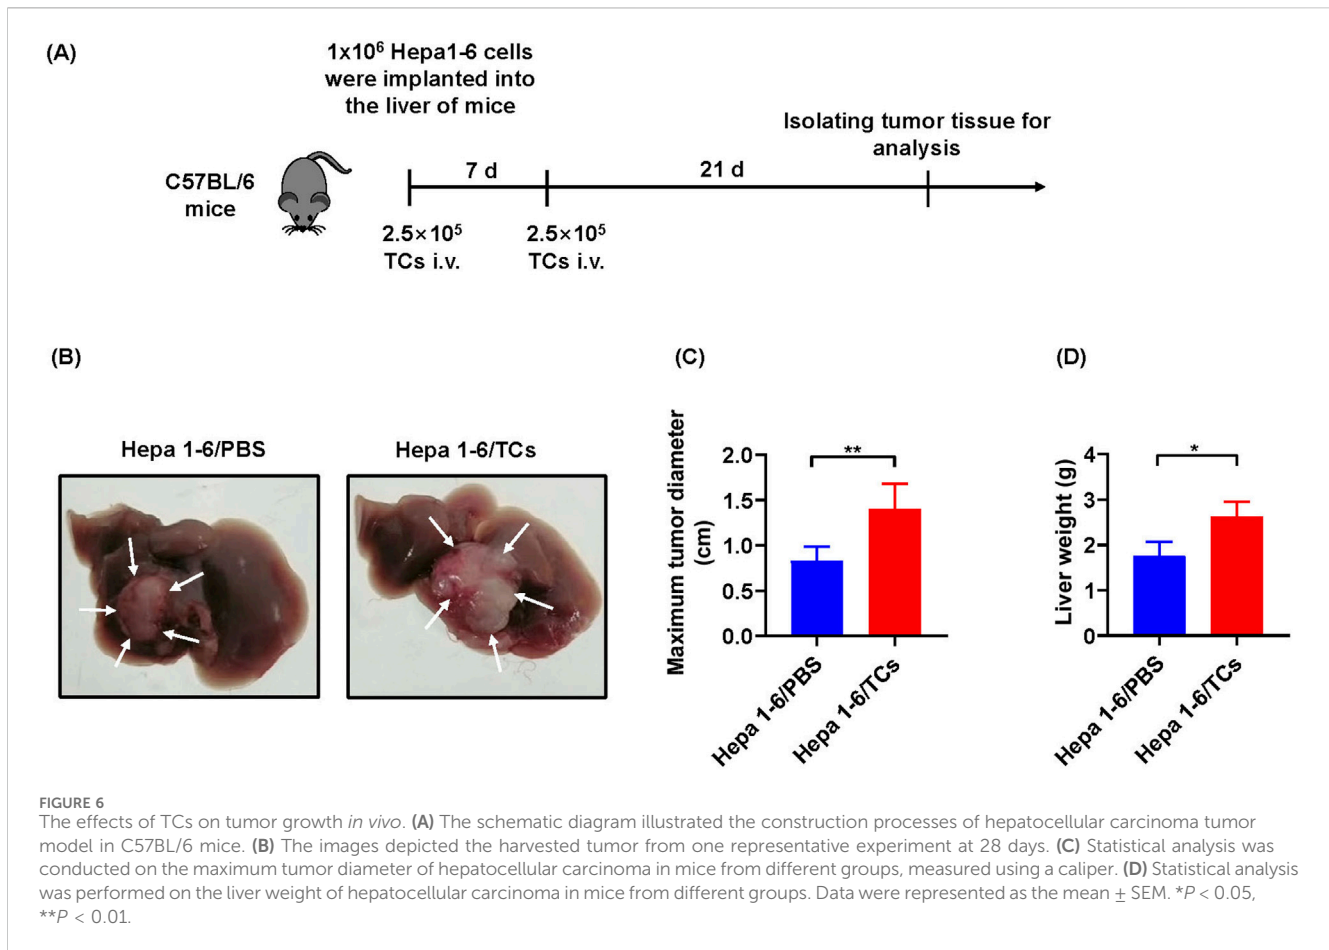 (A)
1x10⁶ Hepa1-6 cells
were implanted into
the liver of mice
Isolating tumor tissue for
analysis
C57BL/6
mice
7 d
21 d
2.5×10⁵
TCs i.v.
2.5×10⁵
TCs i.v.
(B)
Hepa 1-6/PBS
Hepa 1-6/TCs
(C)
Maximum tumor diameter
(cm)
2.0
1.5
1.0
0.5
0.0
**
Hepa 1-6/PBS
Hepa 1-6/TCs
(D)
Liver weight (g)
4
3
2
1
0
*
Hepa 1-6/PBS
Hepa 1-6/TCs
FIGURE 6
The effects of TCs on tumor growth in vivo. (A) The schematic diagram illustrated the construction processes of hepatocellular carcinoma tumor
model in C57BL/6 mice. (B) The images depicted the harvested tumor from one representative experiment at 28 days. (C) Statistical analysis was
conducted on the maximum tumor diameter of hepatocellular carcinoma in mice from different groups, measured using a caliper. (D) Statistical analysis
was performed on the liver weight of hepatocellular carcinoma in mice from different groups. Data were represented as the mean ± SEM. *P < 0.05,
**P < 0.01.